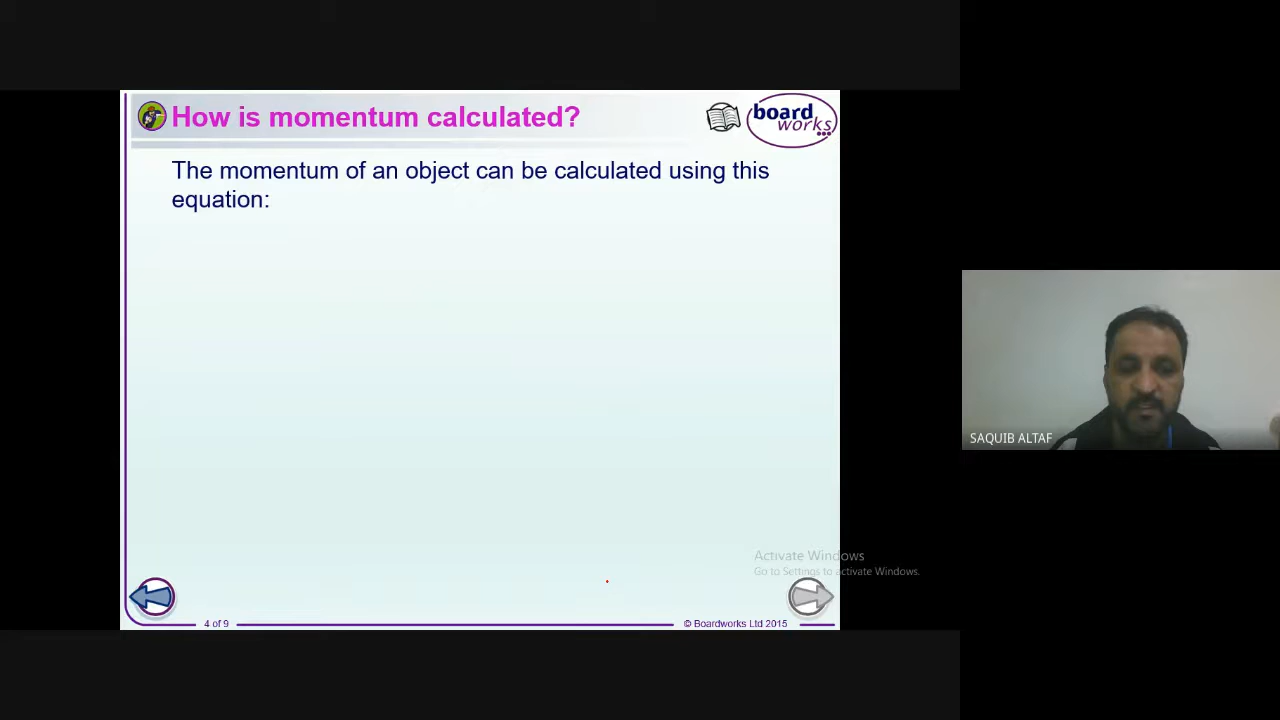 How is momentum calculated?
board
works
The momentum of an object can be calculated using this
equation:
SAQUIB ALTAF
Activate Windows
Go to Settings to activate Windows.
4 of 9
© Boardworks Ltd 2015